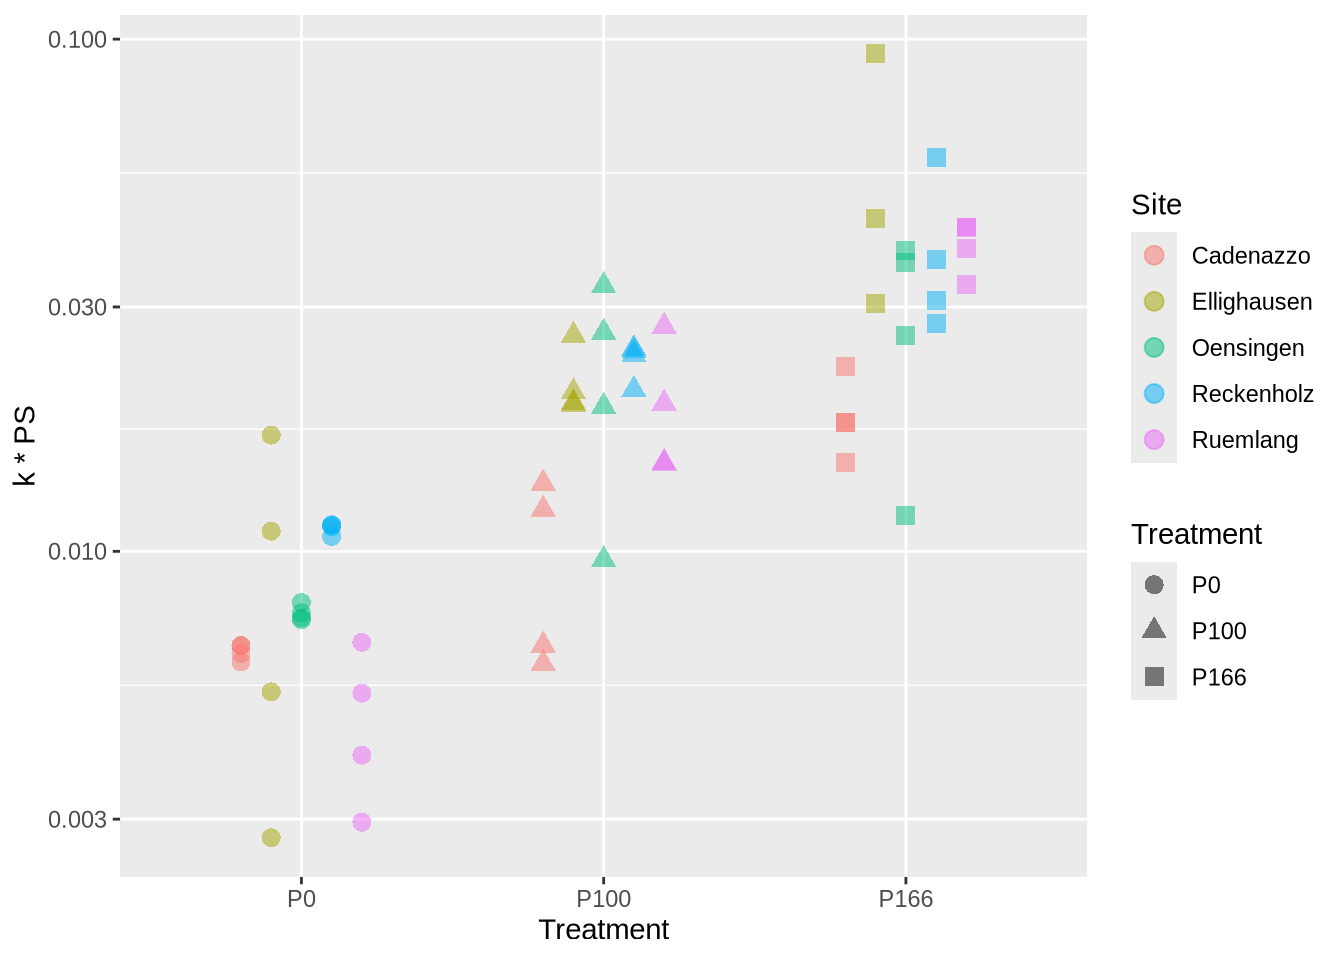 0.100
0.030
0.010
0.003
k * PS
P0 P100 P166
Treatment
Site
Cadenazzo
Ellighausen
Oensingen
Reckenholz
Ruemlang
Treatment
P0
P100
P166